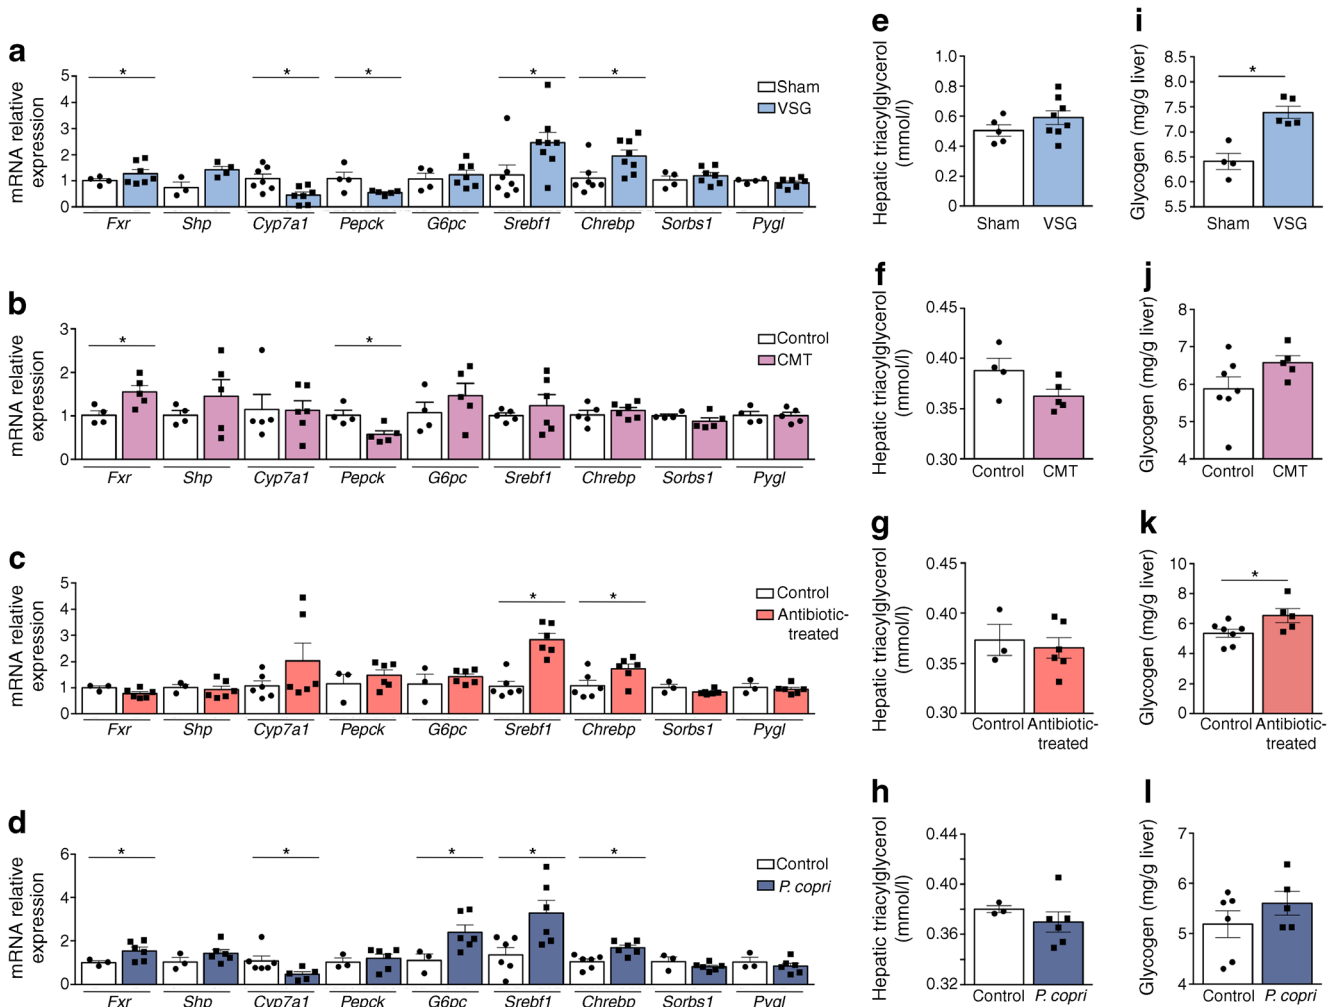 a
mRNA relative
expression
5
4
3
2
1
0
*
*
*
*
*
Sham
VSG
Fxr
Shp
Cyp7a1
Pepck
G6pc
Srebf1
Chrebp
Sorbs1
Pygl
e
Hepatic triacylglycerol
(mmol/l)
1.0
0.8
0.6
0.4
0.2
0
Sham
VSG
i
Glycogen (mg/g liver)
8.5
8.0
7.5
7.0
6.5
6.0
5.5
*
Sham
VSG
b
mRNA relative
expression
3
2
1
0
*
*
Control
CMT
Fxr
Shp
Cyp7a1
Pepck
G6pc
Srebf1
Chrebp
Sorbs1
Pygl
f
Hepatic triacylglycerol
(mmol/l)
0.45
0.40
0.35
0.30
Control
CMT
j
Glycogen (mg/g liver)
8
7
6
5
4
Control
CMT
c
mRNA relative
expression
5
4
3
2
1
0
*
*
Control
Antibiotic-
treated
Fxr
Shp
Cyp7a1
Pepck
G6pc
Srebf1
Chrebp
Sorbs1
Pygl
g
Hepatic triacylglycerol
(mmol/l)
0.45
0.40
0.35
0.30
Control
Antibiotic-
treated
k
Glycogen (mg/g liver)
10
8
6
4
2
0
*
Control
Antibiotic-
treated
d
mRNA relative
expression
6
4
2
0
*
*
*
*
*
Control
P. copri
Fxr
Shp
Cyp7a1
Pepck
G6pc
Srebf1
Chrebp
Sorbs1
Pygl
h
Hepatic triacylglycerol
(mmol/l)
0.44
0.40
0.36
0.32
Control
P. copri
l
Glycogen (mg/g liver)
7
6
5
4
Control
P. copri